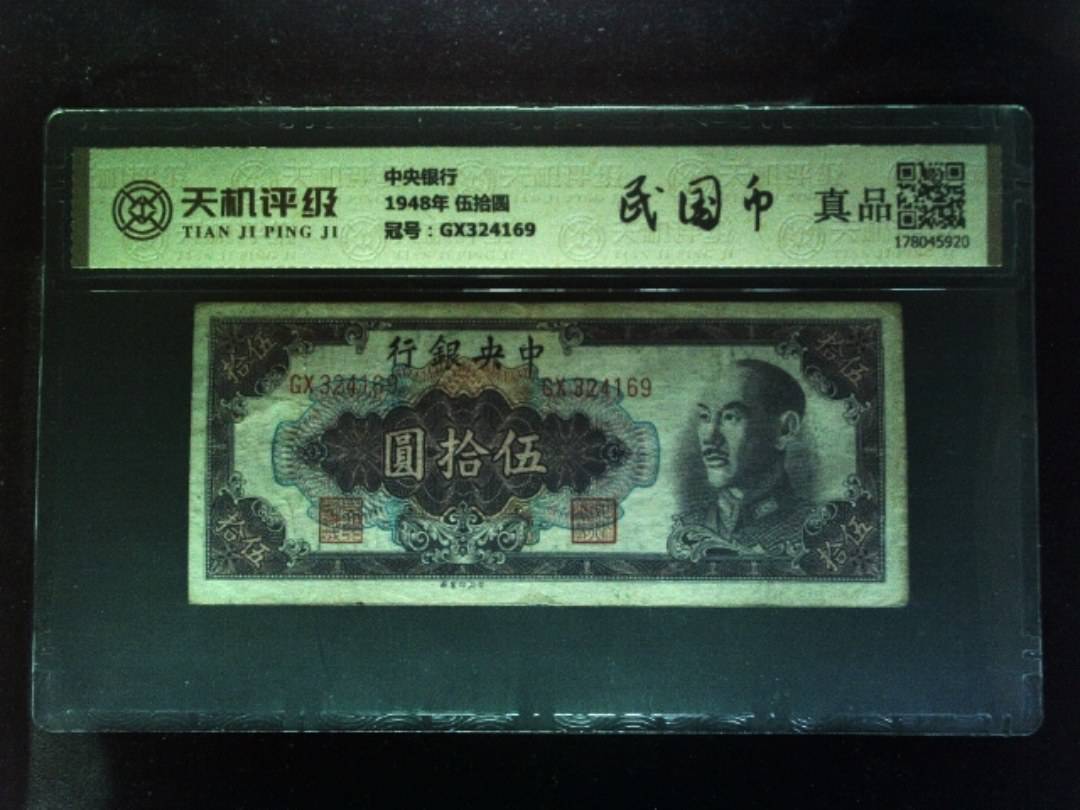 天机评级
TIAN JI PING JI
中央银行
1948年 伍拾圆
冠号：GX324169
民国币
真品
178045920
行銀央中
GX324169
GX324169
圓拾伍
拾伍
拾伍
拾伍
拾伍